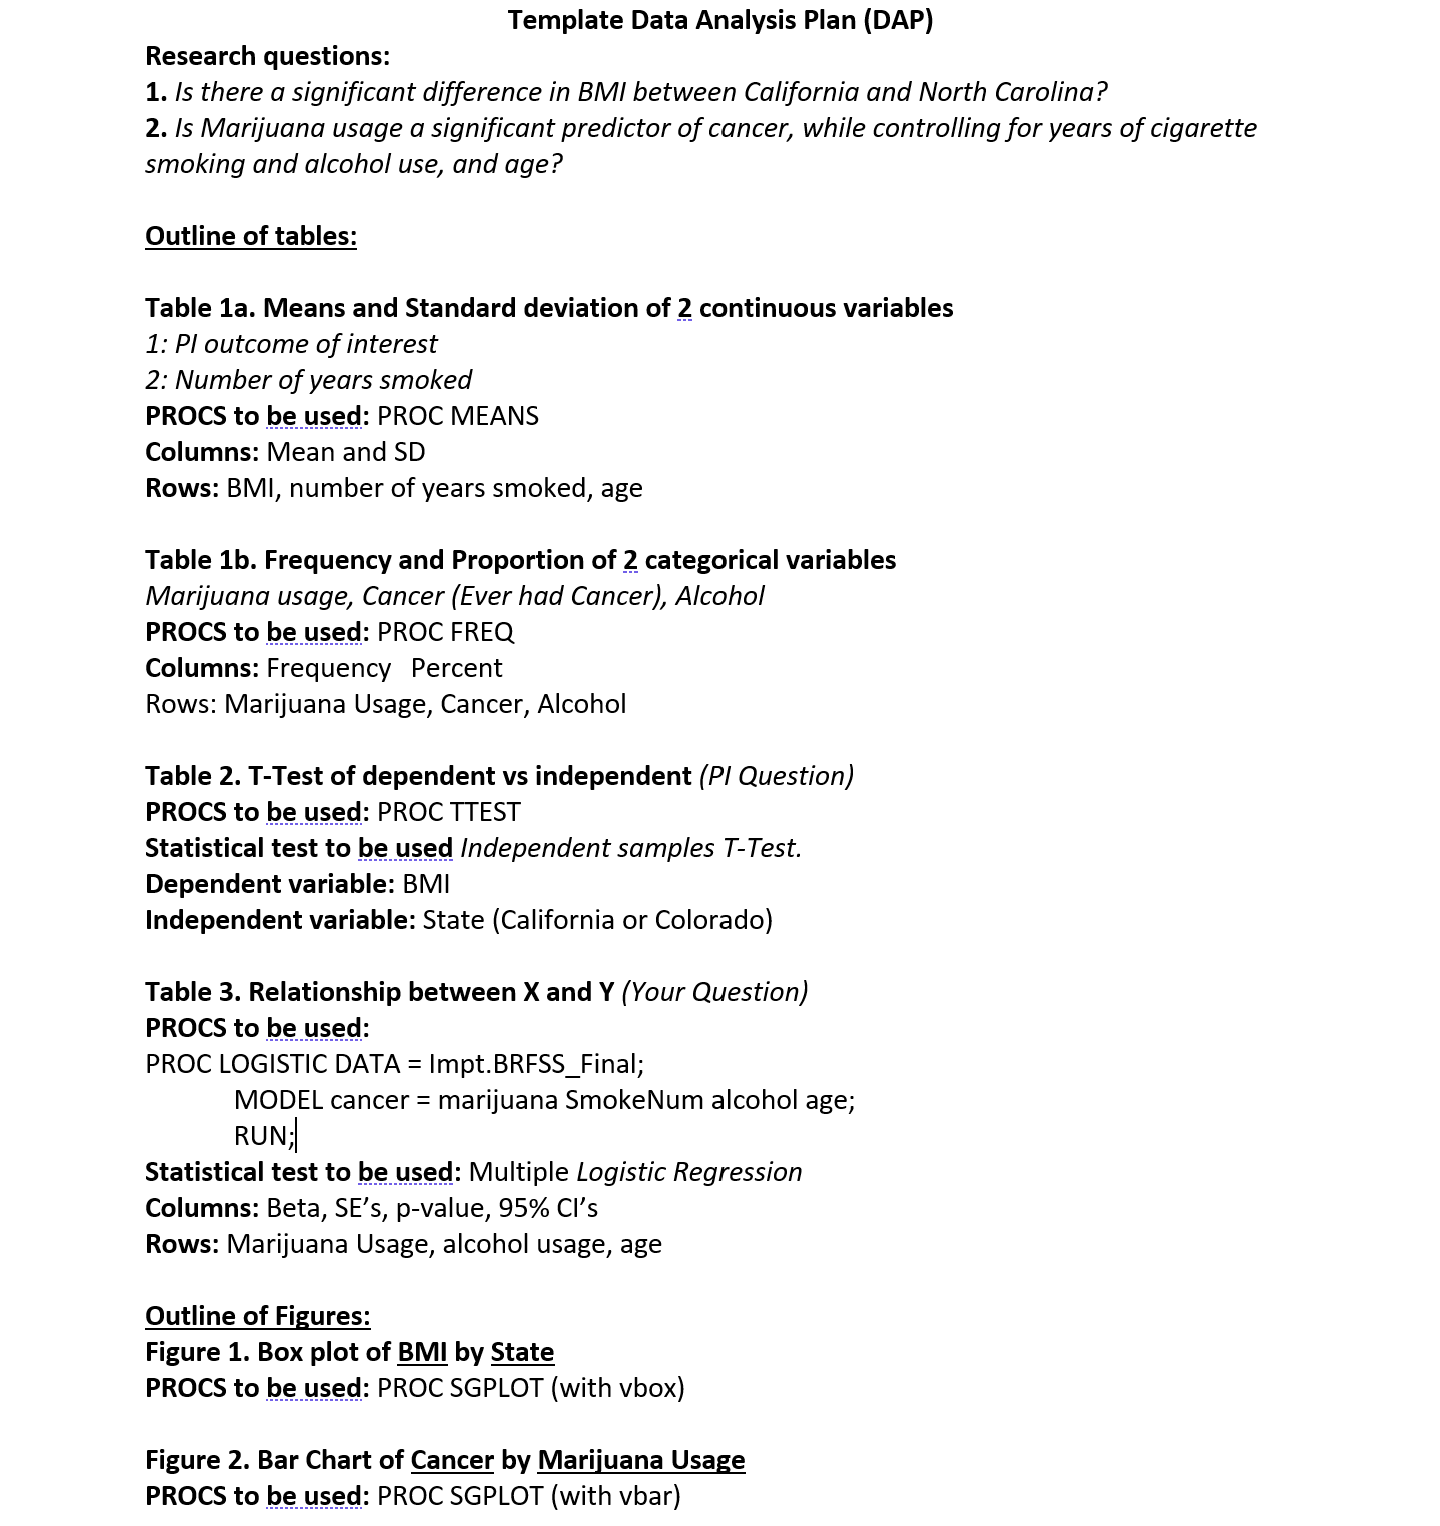 Template Data Analysis Plan (DAP)
Research questions:
1. Is there a significant difference in BMI between California and North Carolina?
2. Is Marijuana usage a significant predictor of cancer, while controlling for years of cigarette
smoking and alcohol use, and age?
Outline of tables:
Table 1a. Means and Standard deviation of 2 continuous variables
1: PI outcome of interest
2: Number of years smoked
PROCS to be used: PROC MEANS
Columns: Mean and SD
Rows: BMI, number of years smoked, age
Table 1b. Frequency and Proportion of 2 categorical variables
Marijuana usage, Cancer (Ever had Cancer), Alcohol
PROCS to be used: PROC FREQ
Columns: Frequency   Percent
Rows: Marijuana Usage, Cancer, Alcohol
Table 2. T-Test of dependent vs independent (PI Question)
PROCS to be used: PROC TTEST
Statistical test to be used Independent samples T-Test.
Dependent variable: BMI
Independent variable: State (California or Colorado)
Table 3. Relationship between X and Y (Your Question)
PROCS to be used:
PROC LOGISTIC DATA = Impt.BRFSS_Final;
MODEL cancer = marijuana SmokeNum alcohol age;
RUN;
Statistical test to be used: Multiple Logistic Regression
Columns: Beta, SE’s, p-value, 95% CI’s
Rows: Marijuana Usage, alcohol usage, age
Outline of Figures:
Figure 1. Box plot of BMI by State
PROCS to be used: PROC SGPLOT (with vbox)
Figure 2. Bar Chart of Cancer by Marijuana Usage
PROCS to be used: PROC SGPLOT (with vbar)